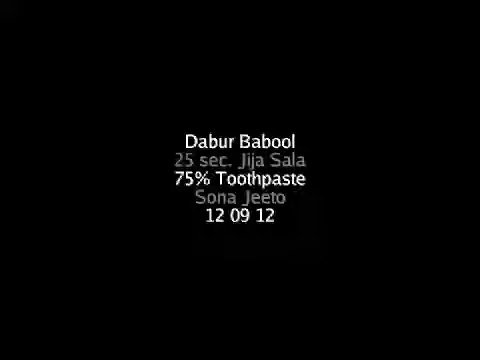 Dabur Babool
25 sec. Jija Sala
75% Toothpaste
Sona Jeeto
12 09 12